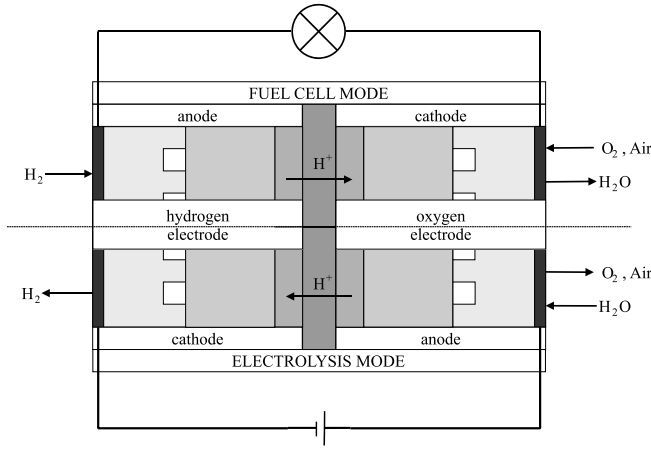 FUEL CELL MODE
anode
cathode
H₂
H⁺
O₂ , Air
H₂O
hydrogen
electrode
oxygen
electrode
H₂
H⁺
O₂ , Air
H₂O
cathode
anode
ELECTROLYSIS MODE